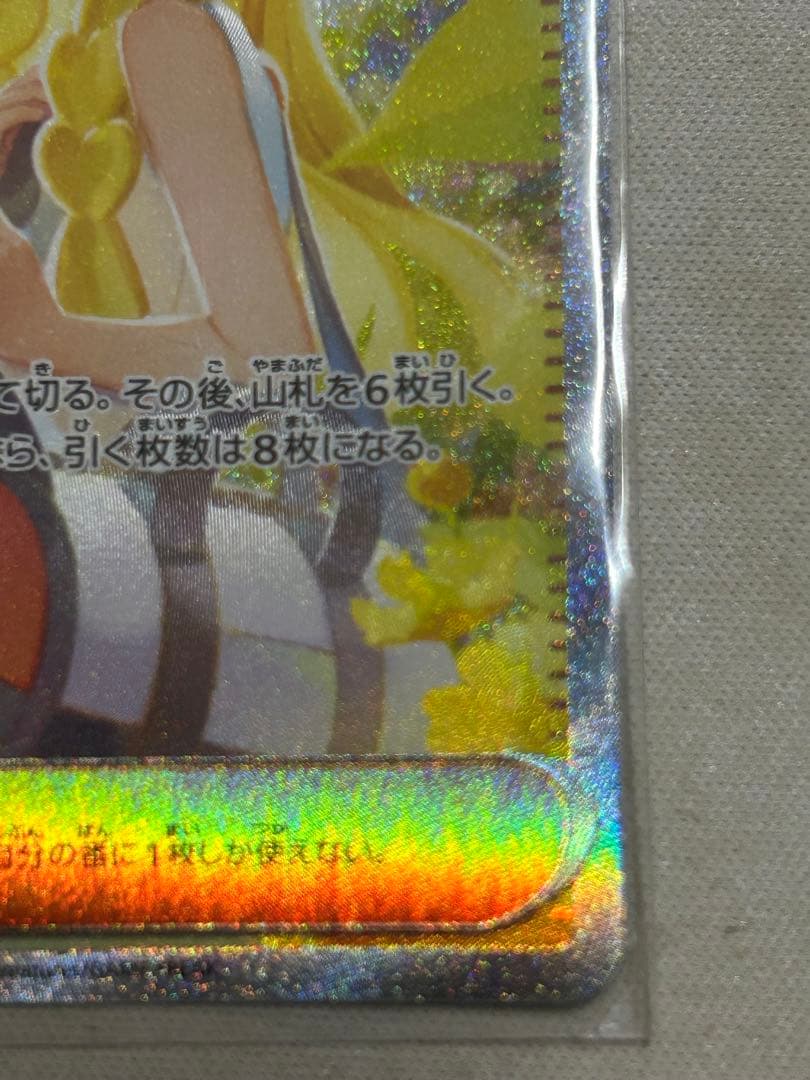 て切る。その後、山札を6枚引く。
ら、引く枚数は8枚になる。
分の番に1枚しか使えない。